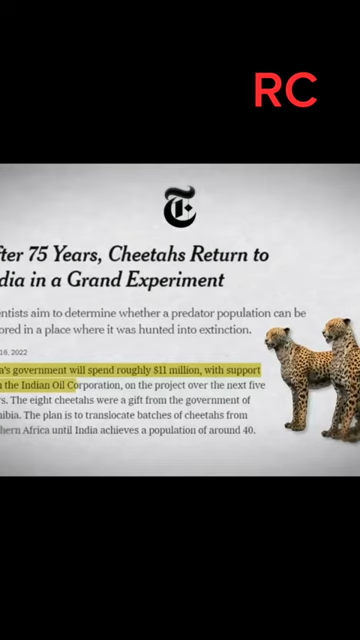 RC
T
fter 75 Years, Cheetahs Return to
dia in a Grand Experiment
entists aim to determine whether a predator population can be
ored in a place where it was hunted into extinction.
16, 2022
a's government will spend roughly $11 million, with support
n the Indian Oil Corporation, on the project over the next five
rs. The eight cheetahs were a gift from the government of
nibia. The plan is to translocate batches of cheetahs from
thern Africa until India achieves a population of around 40.